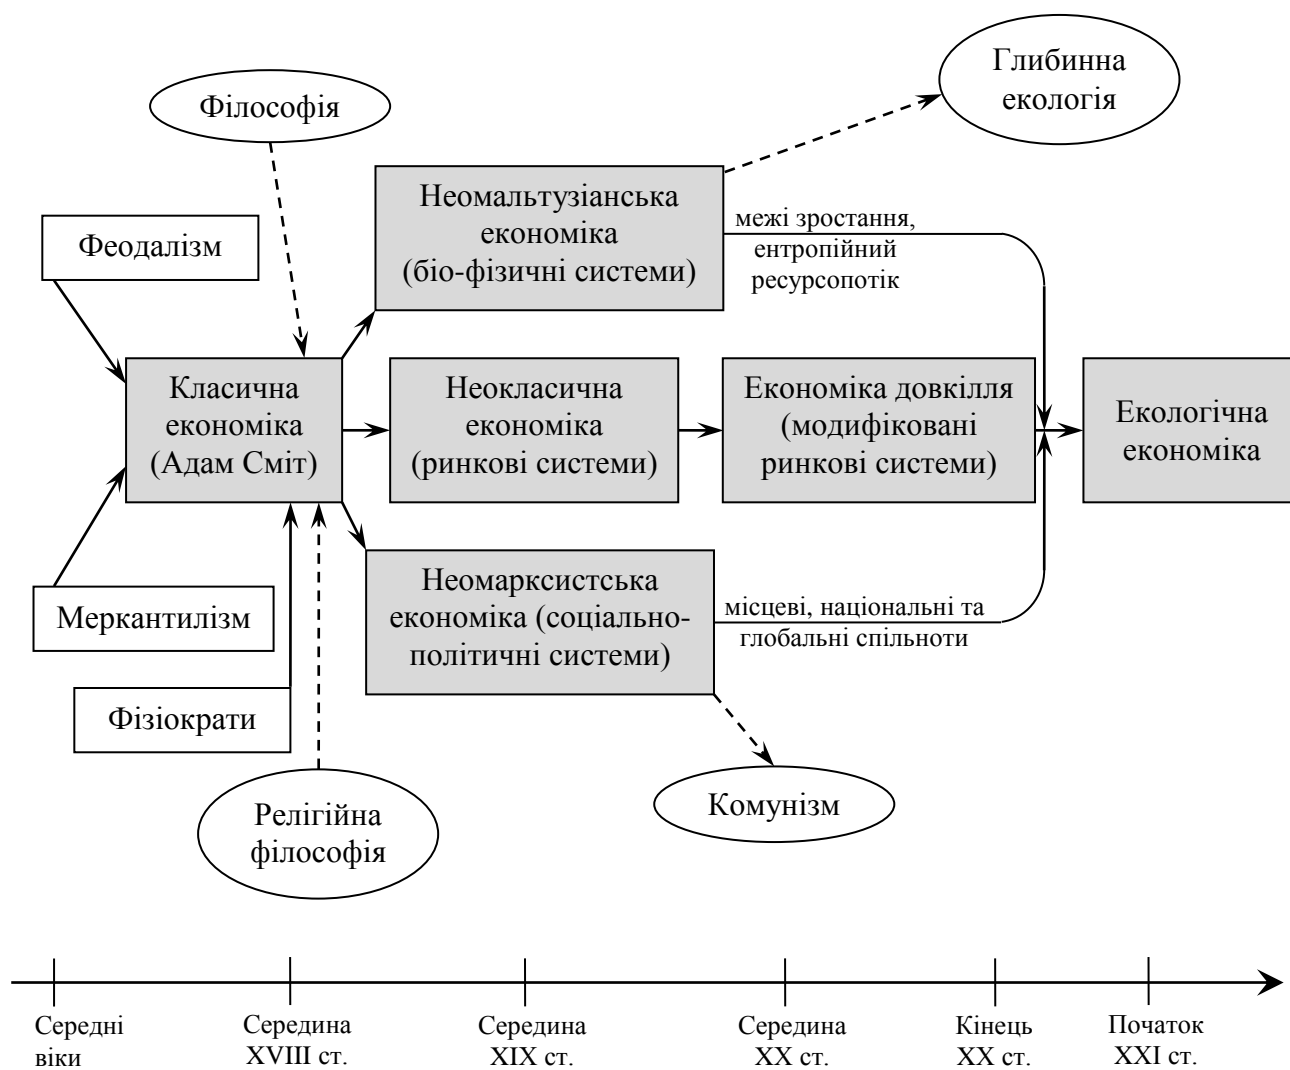 Глибинна
екологія
Філософія
Неомальтузіанська
економіка
(біо-фізичні системи)
межі зростання,
ентропійний
ресурсопотік
Феодалізм
Класична
економіка
(Адам Сміт)
Неокласична
економіка
(ринкові системи)
Економіка довкілля
(модифіковані
ринкові системи)
Екологічна
економіка
Неомарксистська
економіка (соціально-
політичні системи)
місцеві, національні та
глобальні спільноти
Меркантилізм
Фізіократи
Релігійна
філософія
Комунізм
Середні
віки
Середина
XVIII ст.
Середина
XIX ст.
Середина
XX ст.
Кінець
XX ст.
Початок
XXI ст.